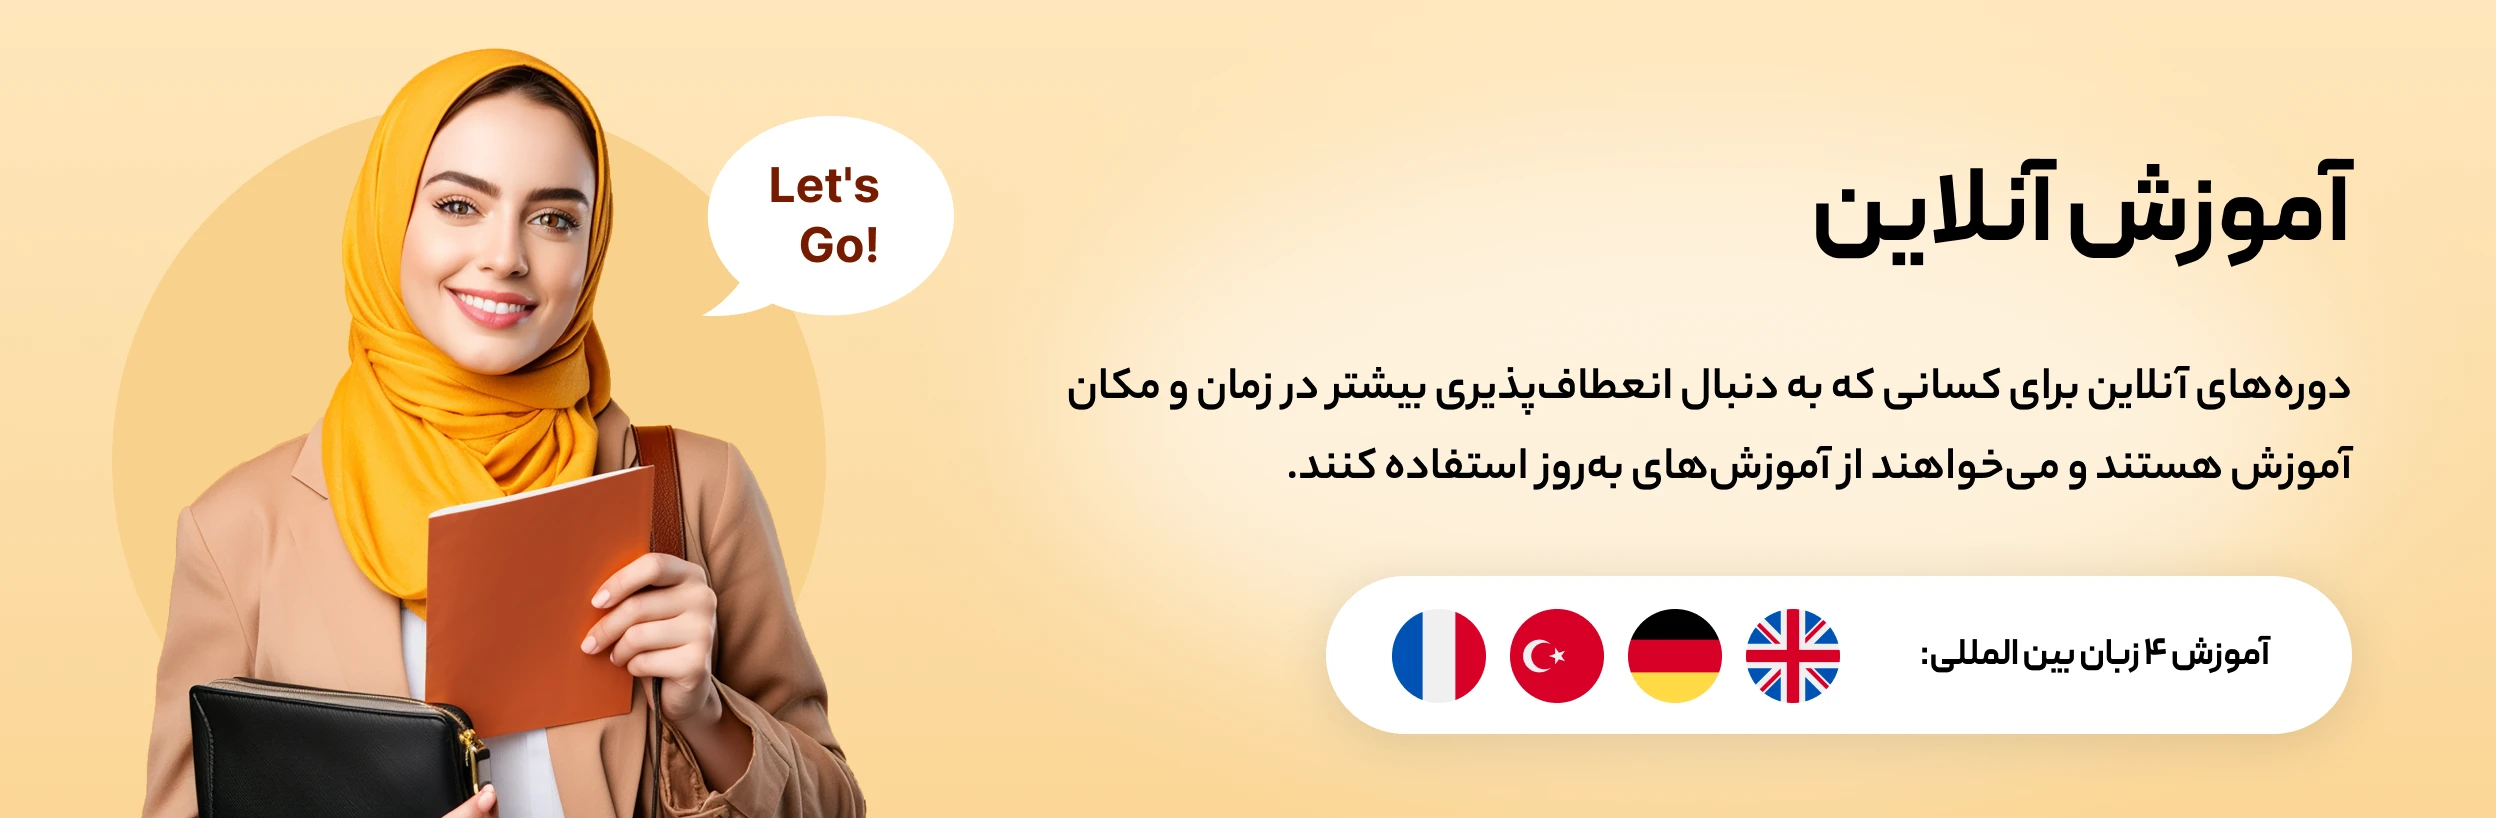 آموزش آنلاین
دوره‌های آنلاین برای کسانی که به دنبال انعطاف‌پذیری بیشتر در زمان و مکان
آموزش هستند و می‌خواهند از آموزش‌های به‌روز استفاده کنند.
آموزش ۴ زبان بین المللی:
Let's
Go!